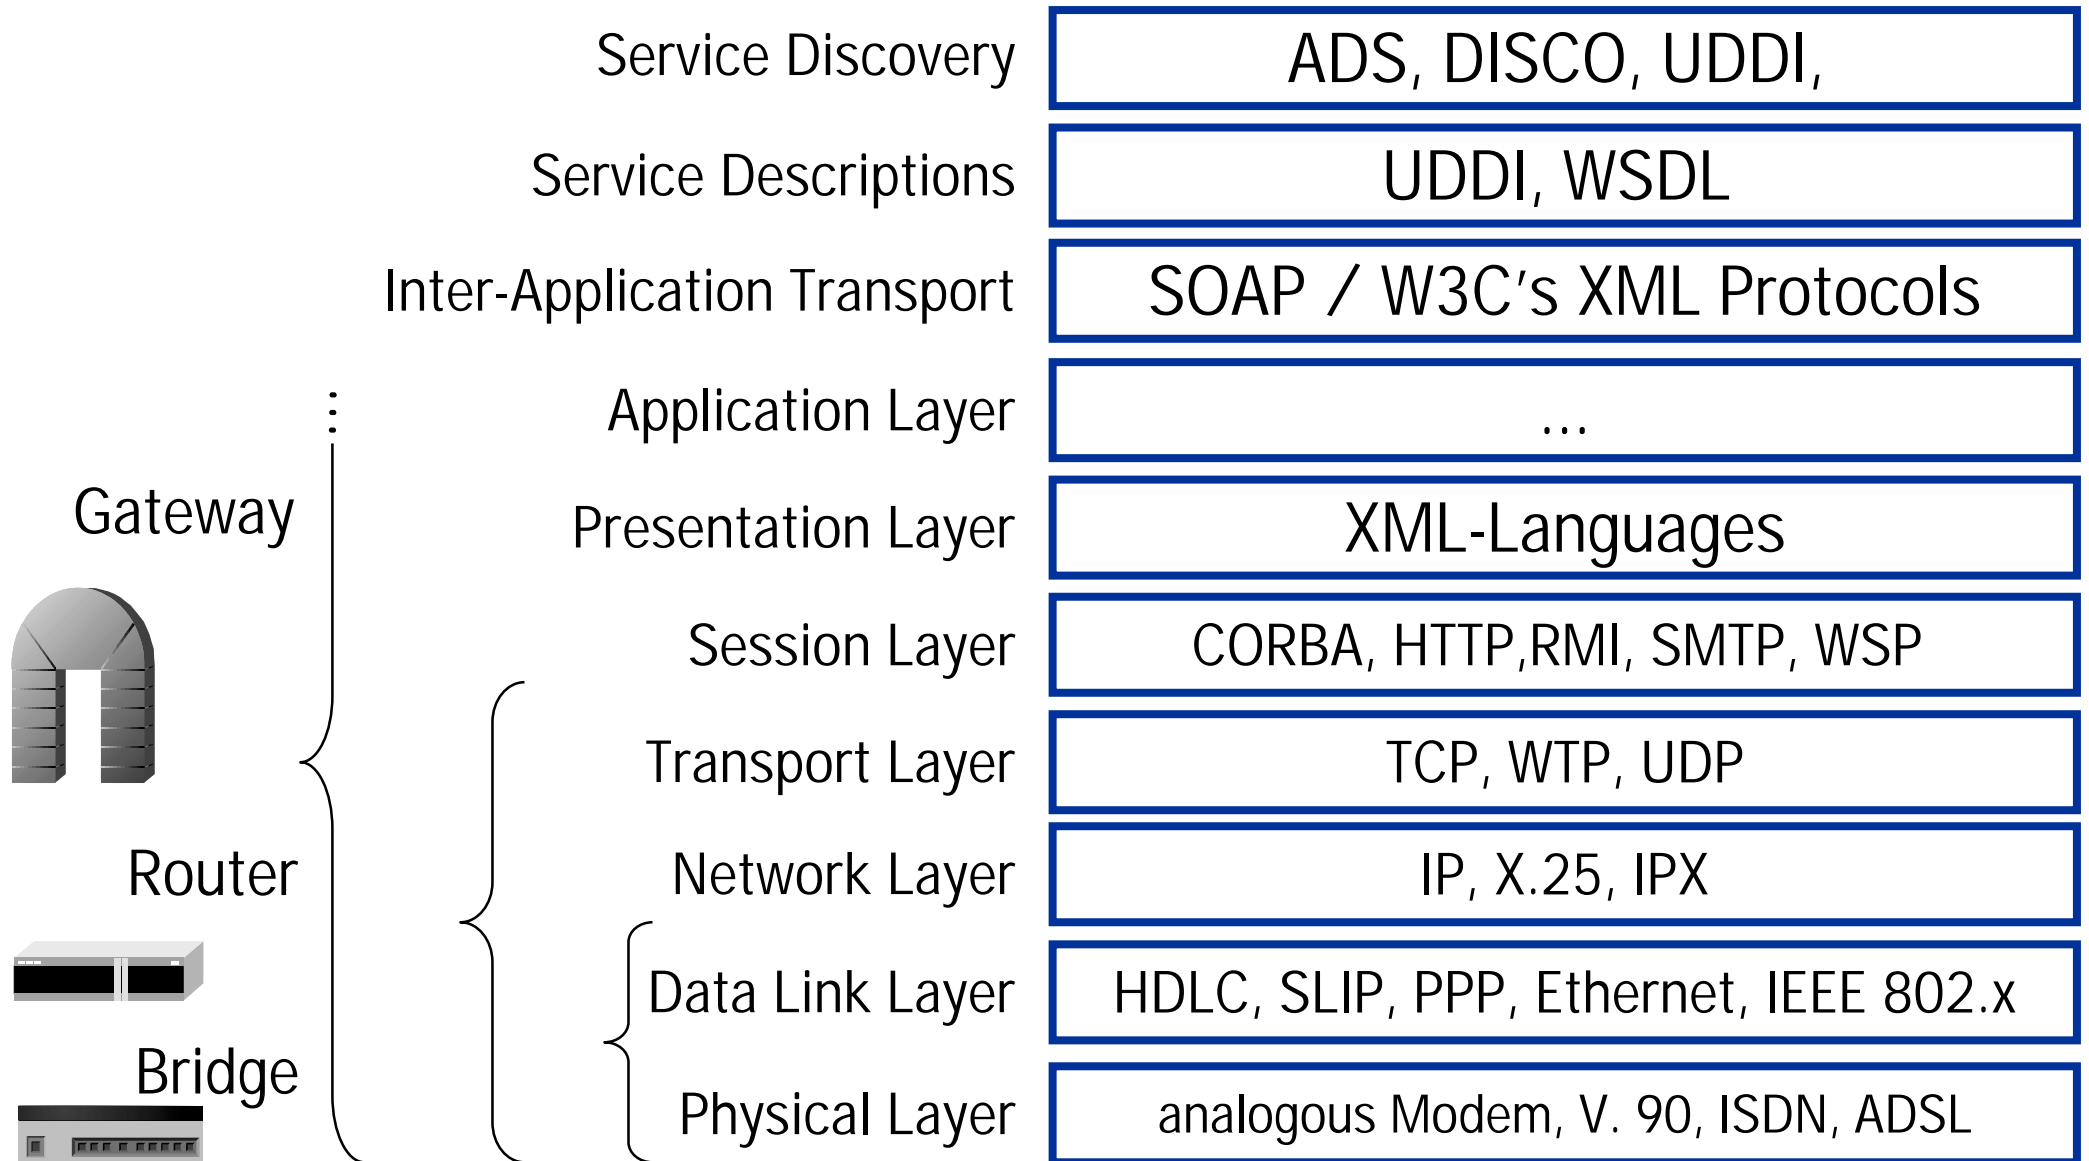 Service Discovery
ADS, DISCO, UDDI,
Service Descriptions
UDDI, WSDL
Inter-Application Transport
SOAP / W3C's XML Protocols
...
Application Layer
...
Gateway
Presentation Layer
XML-Languages
Session Layer
CORBA, HTTP,RMI, SMTP, WSP
Transport Layer
TCP, WTP, UDP
Router
Network Layer
IP, X.25, IPX
Data Link Layer
HDLC, SLIP, PPP, Ethernet, IEEE 802.x
Bridge
Physical Layer
analogous Modem, V. 90, ISDN, ADSL